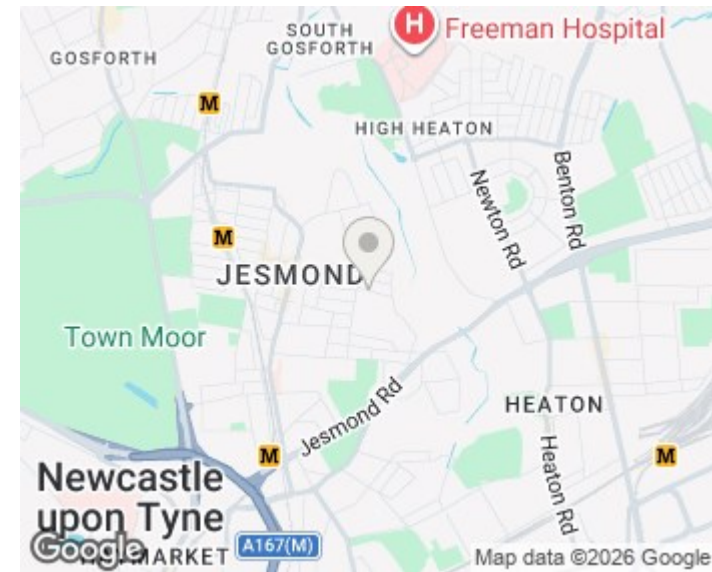 SOUTH
GOSFORTH
GOSFORTH
H
Freeman Hospital
M
HIGH HEATON
Newton Rd
Benton Rd
M
JESMOND
Town Moor
Jesmond Rd
HEATON
Heaton Rd
M
M
Newcastle
upon Tyne
HAYMARKET
A167(M)
Google
Map data ©2026 Google